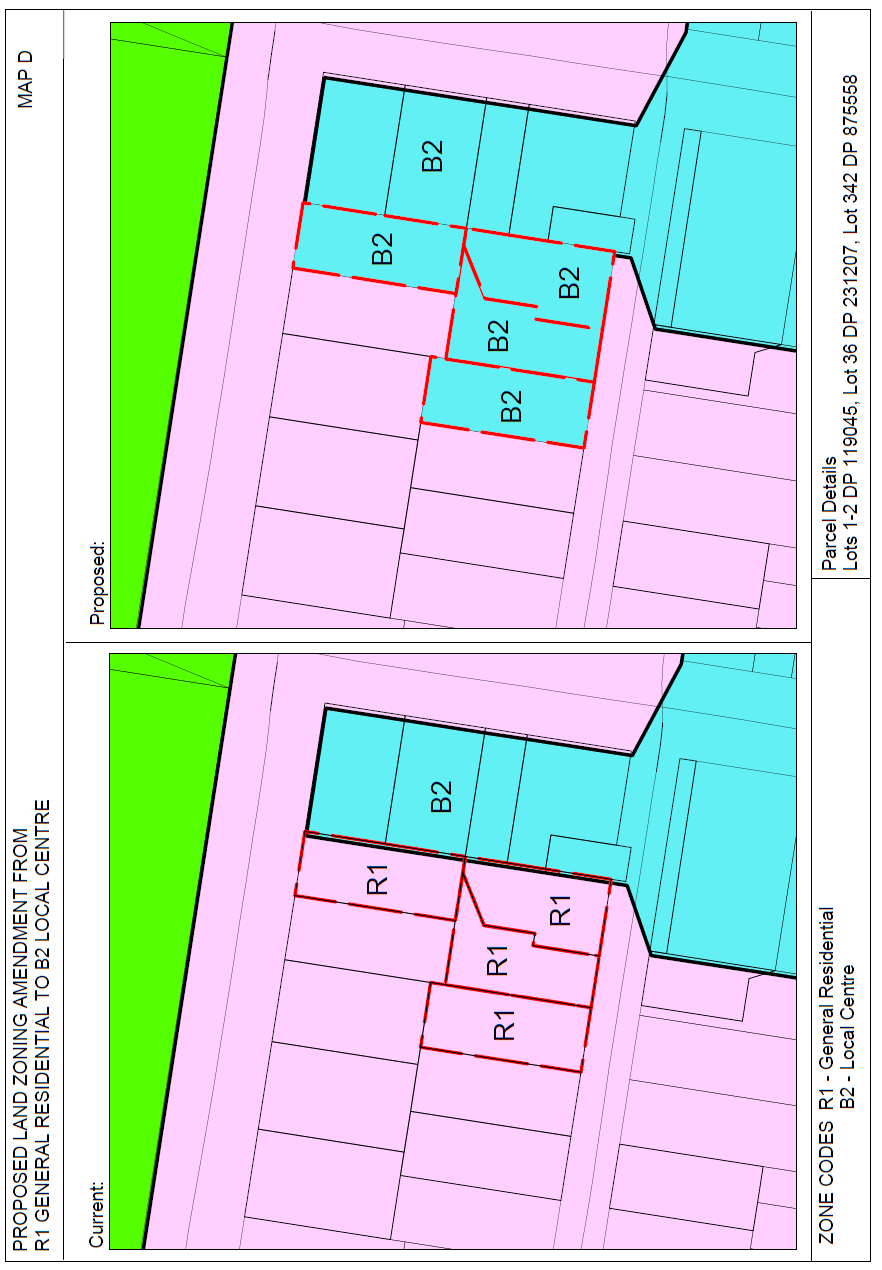 PROPOSED LAND ZONING AMENDMENT FROM
R1 GENERAL RESIDENTIAL TO B2 LOCAL CENTRE
MAP D
Current:
R1
R1
R1
R1
B2
Proposed:
B2
B2
B2
B2
B2
ZONE CODES R1 - General Residential
B2 - Local Centre
Parcel Details
Lots 1-2 DP 119045, Lot 36 DP 231207, Lot 342 DP 875558